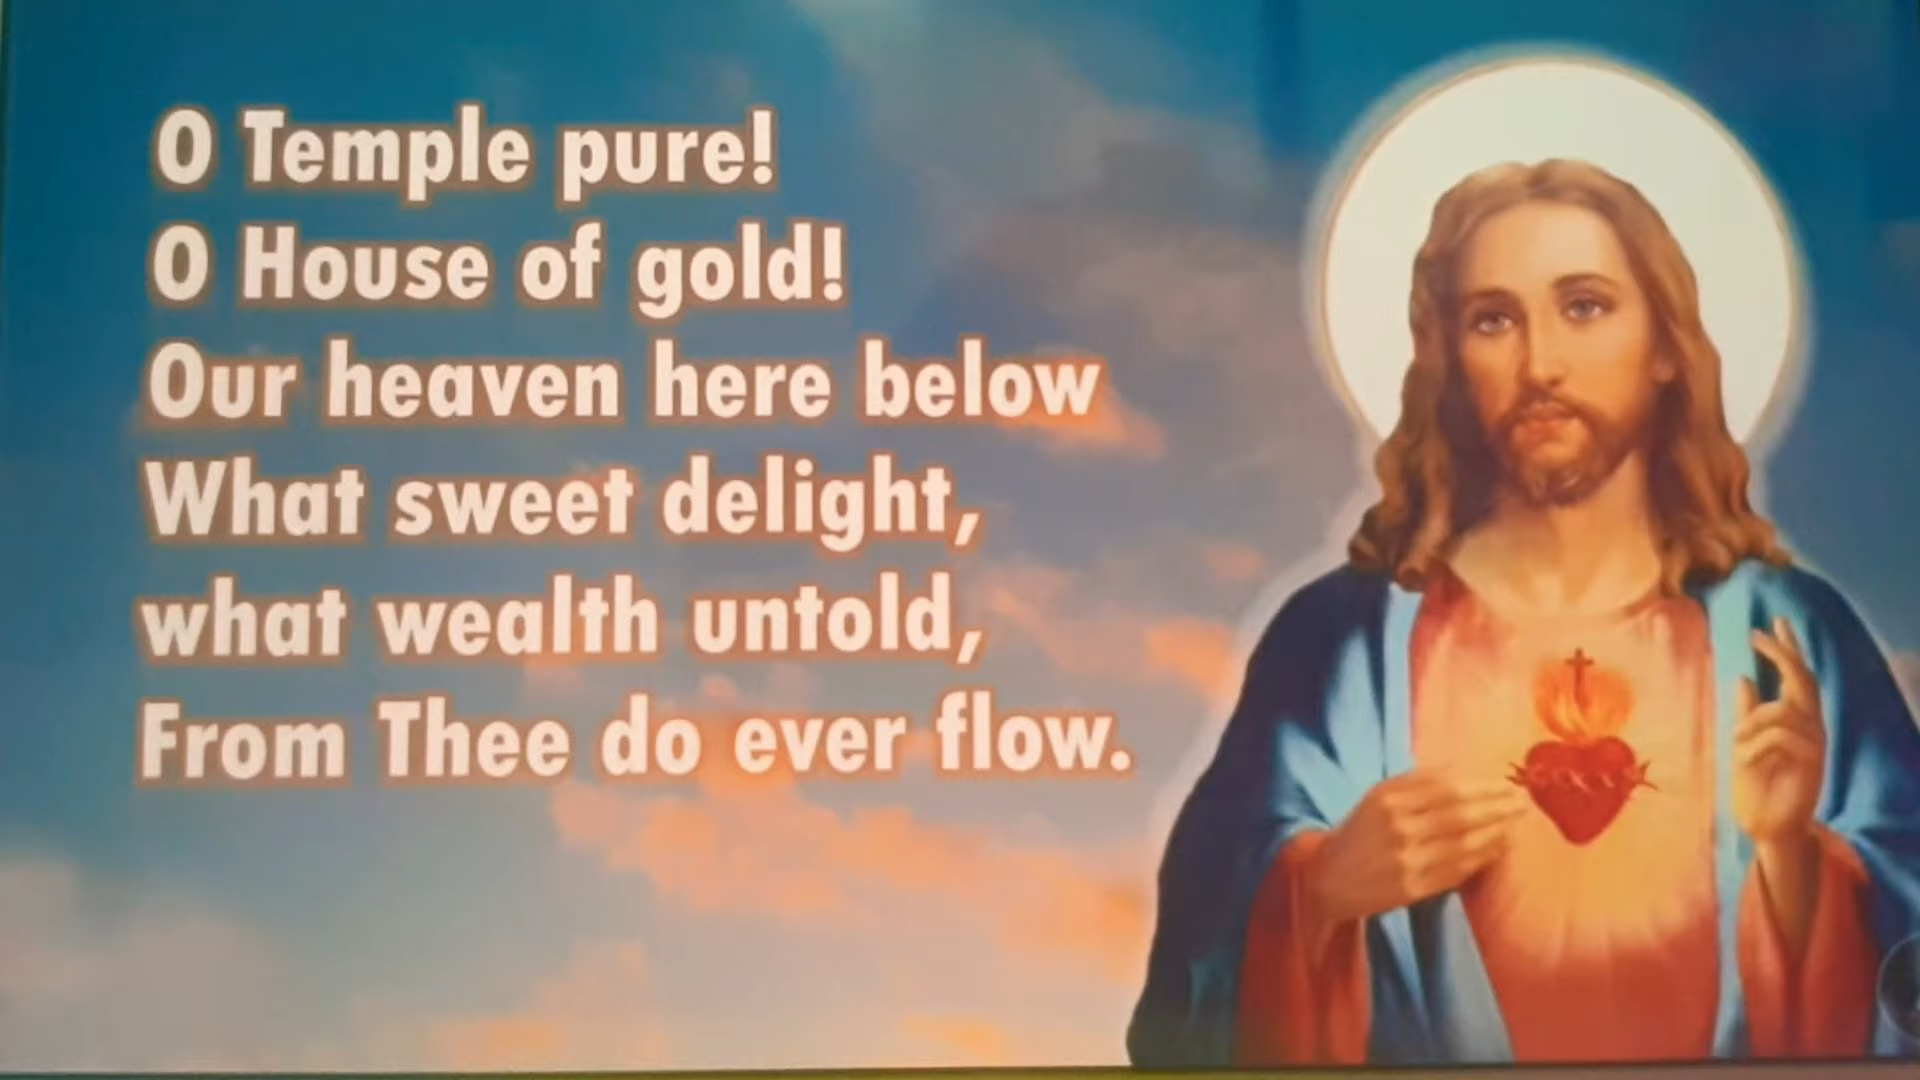 O Temple pure!
O House of gold!
Our heaven here below
What sweet delight,
what wealth untold,
From Thee do ever flow.